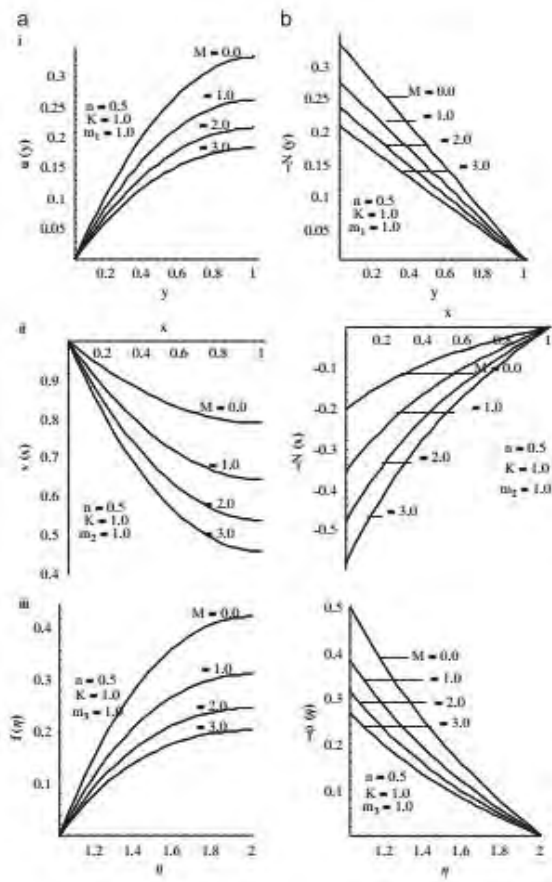 a
b
i
M = 0.0
= 1.0
= 2.0
= 3.0
n = 0.5
K = 1.0
m1 = 1.0
u (y)
0.3
0.25
0.2
0.15
0.1
0.05
0.2 0.4 0.6 0.8 1
y
M = 0.0
= 1.0
= 2.0
= 3.0
n = 0.5
K = 1.0
m1 = 1.0
–N (y)
0.3
0.25
0.2
0.15
0.1
0.05
0.2 0.4 0.6 0.8 1
y
ii
x
0.2 0.4 0.6 0.8 1
0.9
0.8
0.7
0.6
0.5
0.4
v (x)
M = 0.0
= 1.0
= 2.0
= 3.0
n = 0.5
K = 1.0
m2 = 1.0
x
0.2 0.4 0.6 0.8 1
-0.1
-0.2
-0.3
-0.4
-0.5
–N (x)
M = 0.0
= 1.0
= 2.0
= 3.0
n = 0.5
K = 1.0
m2 = 1.0
iii
M = 0.0
= 1.0
= 2.0
= 3.0
n = 0.5
K = 1.0
m3 = 1.0
f (η)
0.4
0.3
0.2
0.1
1.2 1.4 1.6 1.8 2
0.5
0.4
0.3
0.2
0.1
M = 0.0
= 1.0
= 2.0
= 3.0
n = 0.5
K = 1.0
m3 = 1.0
1.2 1.4 1.6 1.8 2
η